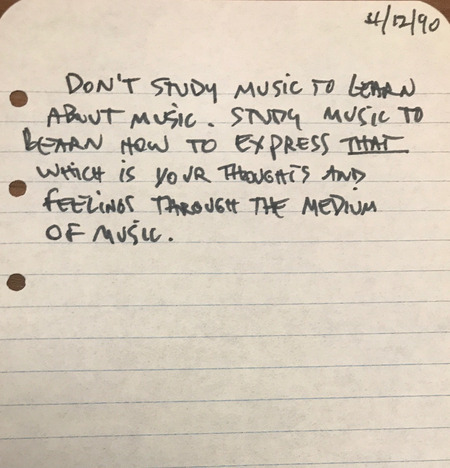 4/12/90
DON'T STUDY MUSIC TO LEARN
ABOUT MUSIC. STUDY MUSIC TO
LEARN HOW TO EXPRESS THAT
WHICH IS YOUR THOUGHTS AND
FEELINGS THROUGH THE MEDIUM
OF MUSIC.